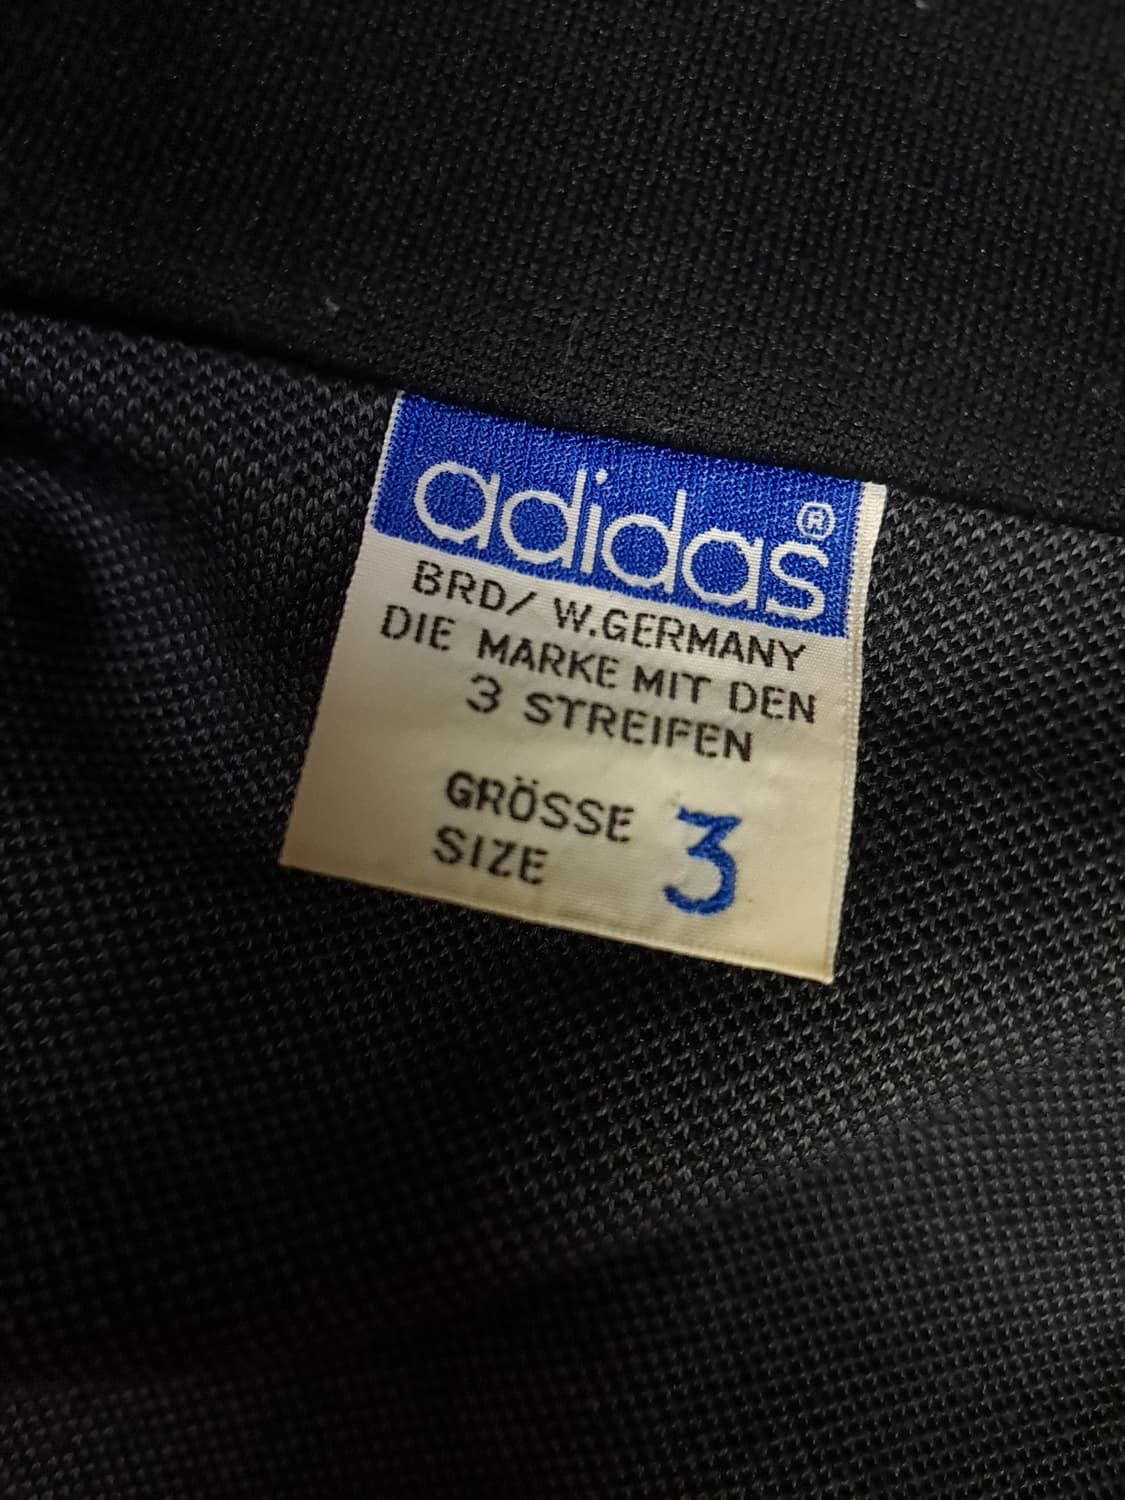 adidas®
BRD/ W.GERMANY
DIE MARKE MIT DEN
3 STREIFEN
GRÖSSE 3
SIZE